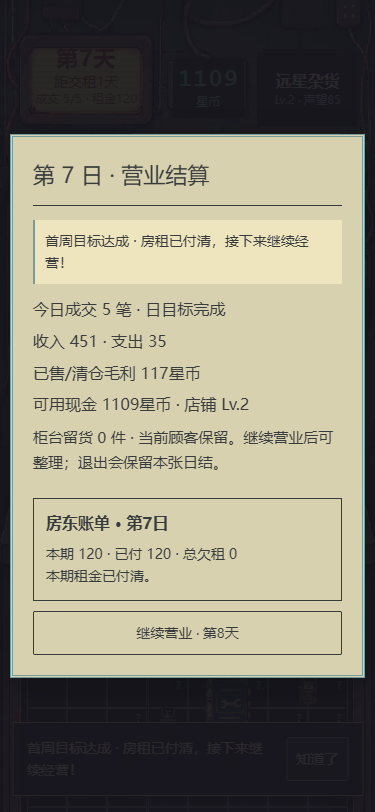 第7天
距交租1天
成交 5/5 · 租金120
1109
星币
远星杂货
Lv.2 · 声望85
第 7 日 · 营业结算
首周目标达成 · 房租已付清，接下来继续经
营！
今日成交 5 笔 · 日目标完成
收入 451 · 支出 35
已售/清仓毛利 117星币
可用现金 1109星币 · 店铺 Lv.2
柜台留货 0 件 · 当前顾客保留。继续营业后可
整理；退出会保留本张日结。
房东账单 • 第7日
本期 120 · 已付 120 · 总欠租 0
本期租金已付清。
继续营业 · 第8天
首周目标达成 · 房租已付清，接下来继
续经营！
知道了